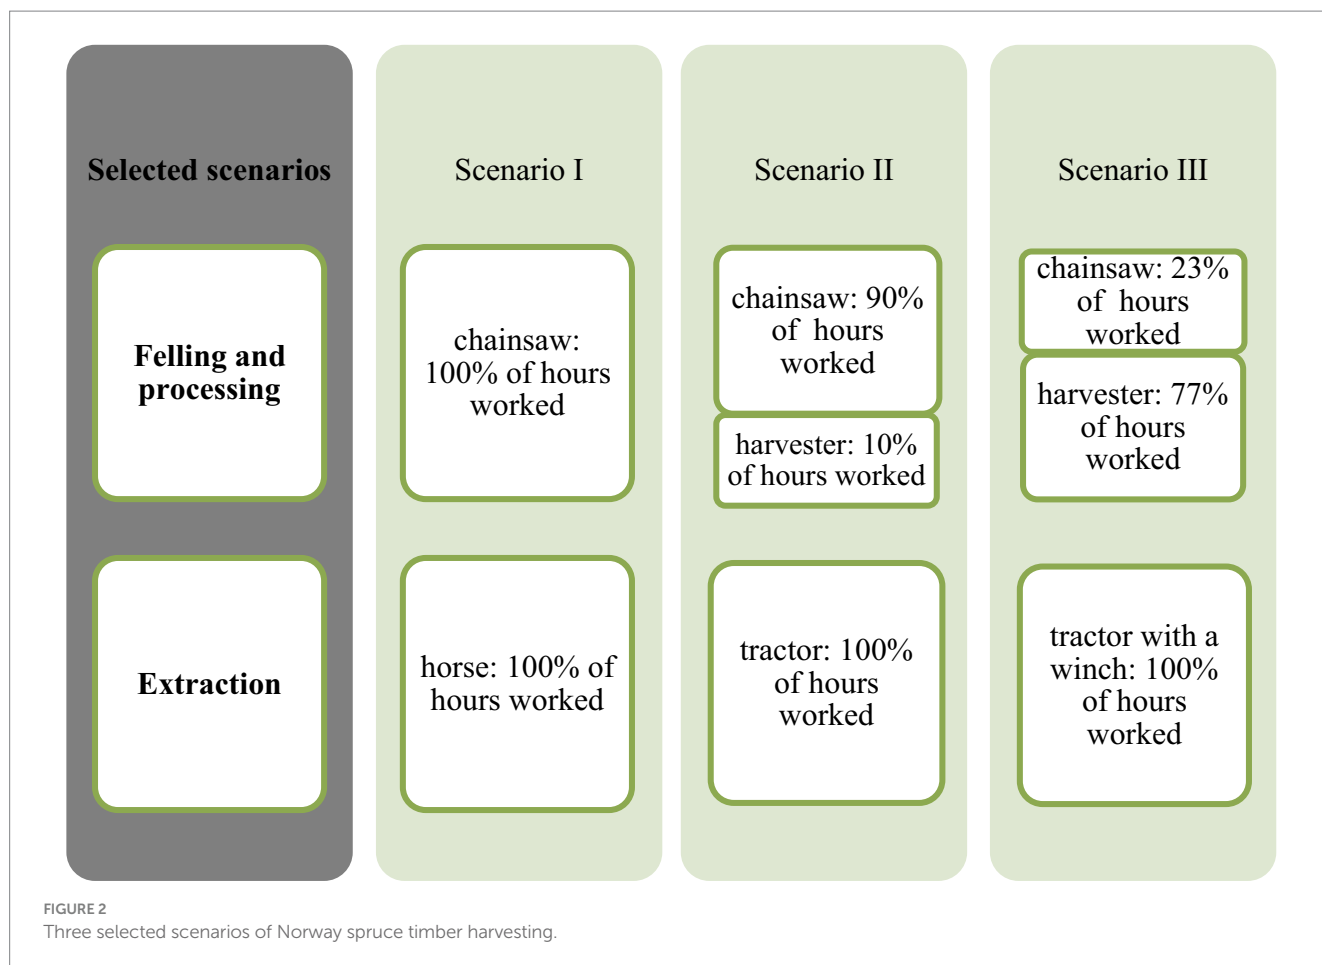 Selected scenarios
Scenario I
Scenario II
Scenario III
Felling and
processing
chainsaw:
100% of hours
worked
chainsaw: 90%
of hours
worked
harvester: 10%
of hours worked
chainsaw: 23%
of hours
worked
harvester: 77%
of hours
worked
Extraction
horse: 100% of
hours worked
tractor: 100%
of hours
worked
tractor with a
winch: 100%
of hours
worked
FIGURE 2
Three selected scenarios of Norway spruce timber harvesting.